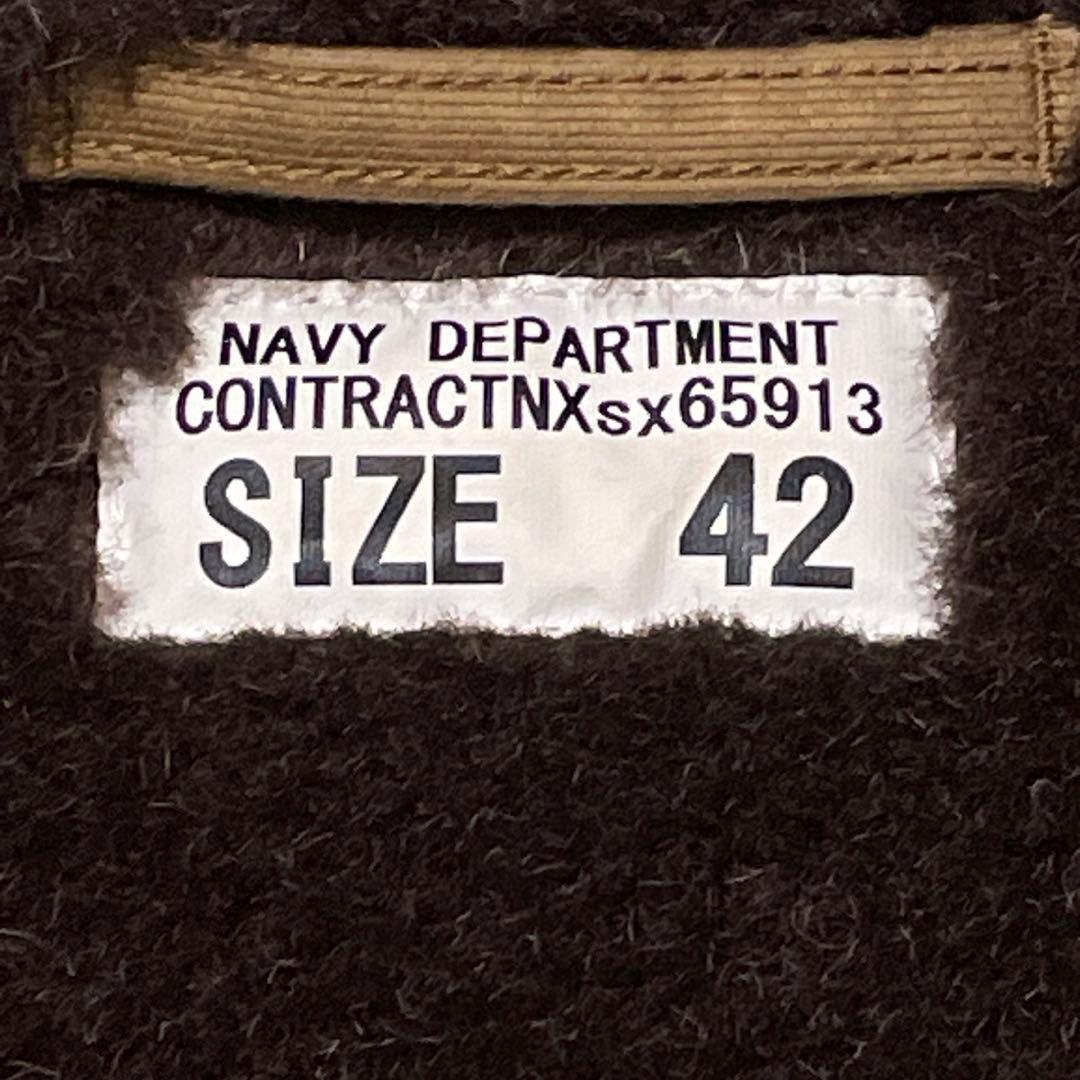 NAVY DEPARTMENT
CONTRACTNXsx65913
SIZE 42